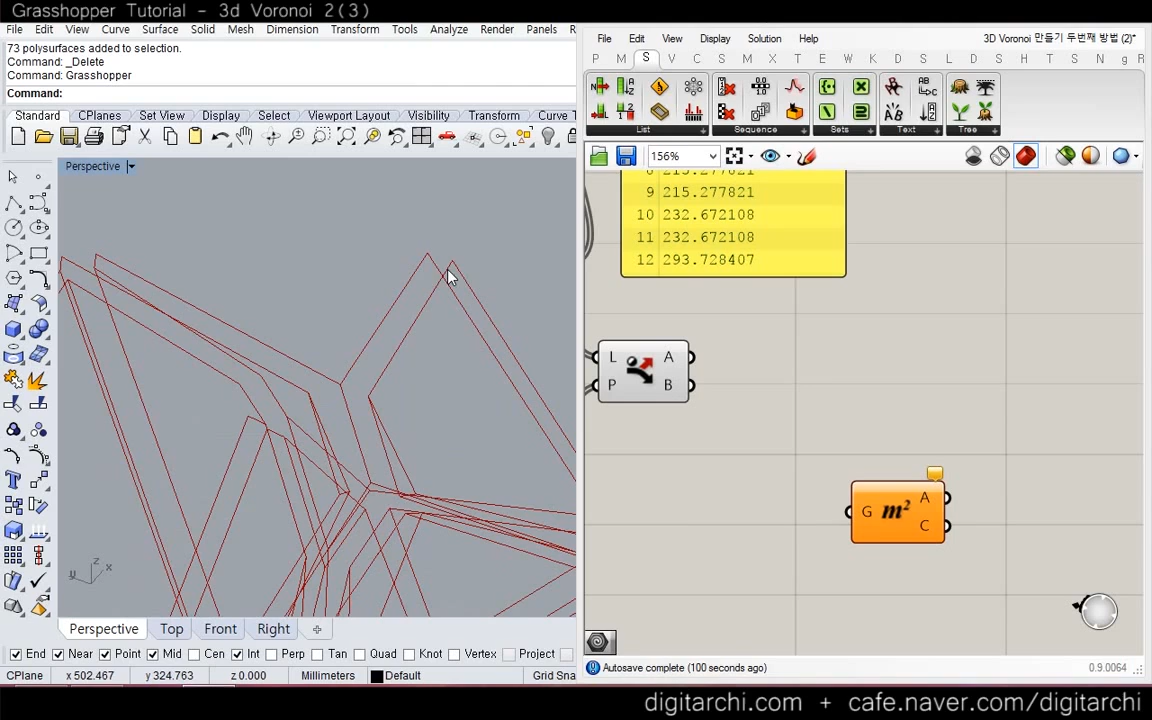 Grasshopper Tutorial - 3d Voronoi 2(3)
File Edit View Curve Surface Solid Mesh Dimension Transform Tools Analyze Render Panels
File Edit View Display Solution Help
3D Voronoi 만들기 두번째 방법 (2)*
73 polysurfaces added to selection.
Command: _Delete
Command: Grasshopper
Command:
P M S V C S M X T D W K A J E B L S U H T S L D S N g
Standard CPlanes Set View Display Select Viewport Layout Visibility Transform Curve
List Sequence Sets Text Tree
156%
Perspective
9 215.277821
10 232.672108
11 232.672108
12 293.728407
L A
P B
G m² A
C
z
y x
Perspective Top Front Right
End Near Point Mid Cen Int Perp Tan Quad Knot Vertex Project
Autosave complete (100 seconds ago)
0.9.0064
CPlane x 502.467 y 324.763 z 0.000 Millimeters Default Grid Sna
digitarchi.com + cafe.naver.com/digitarchi